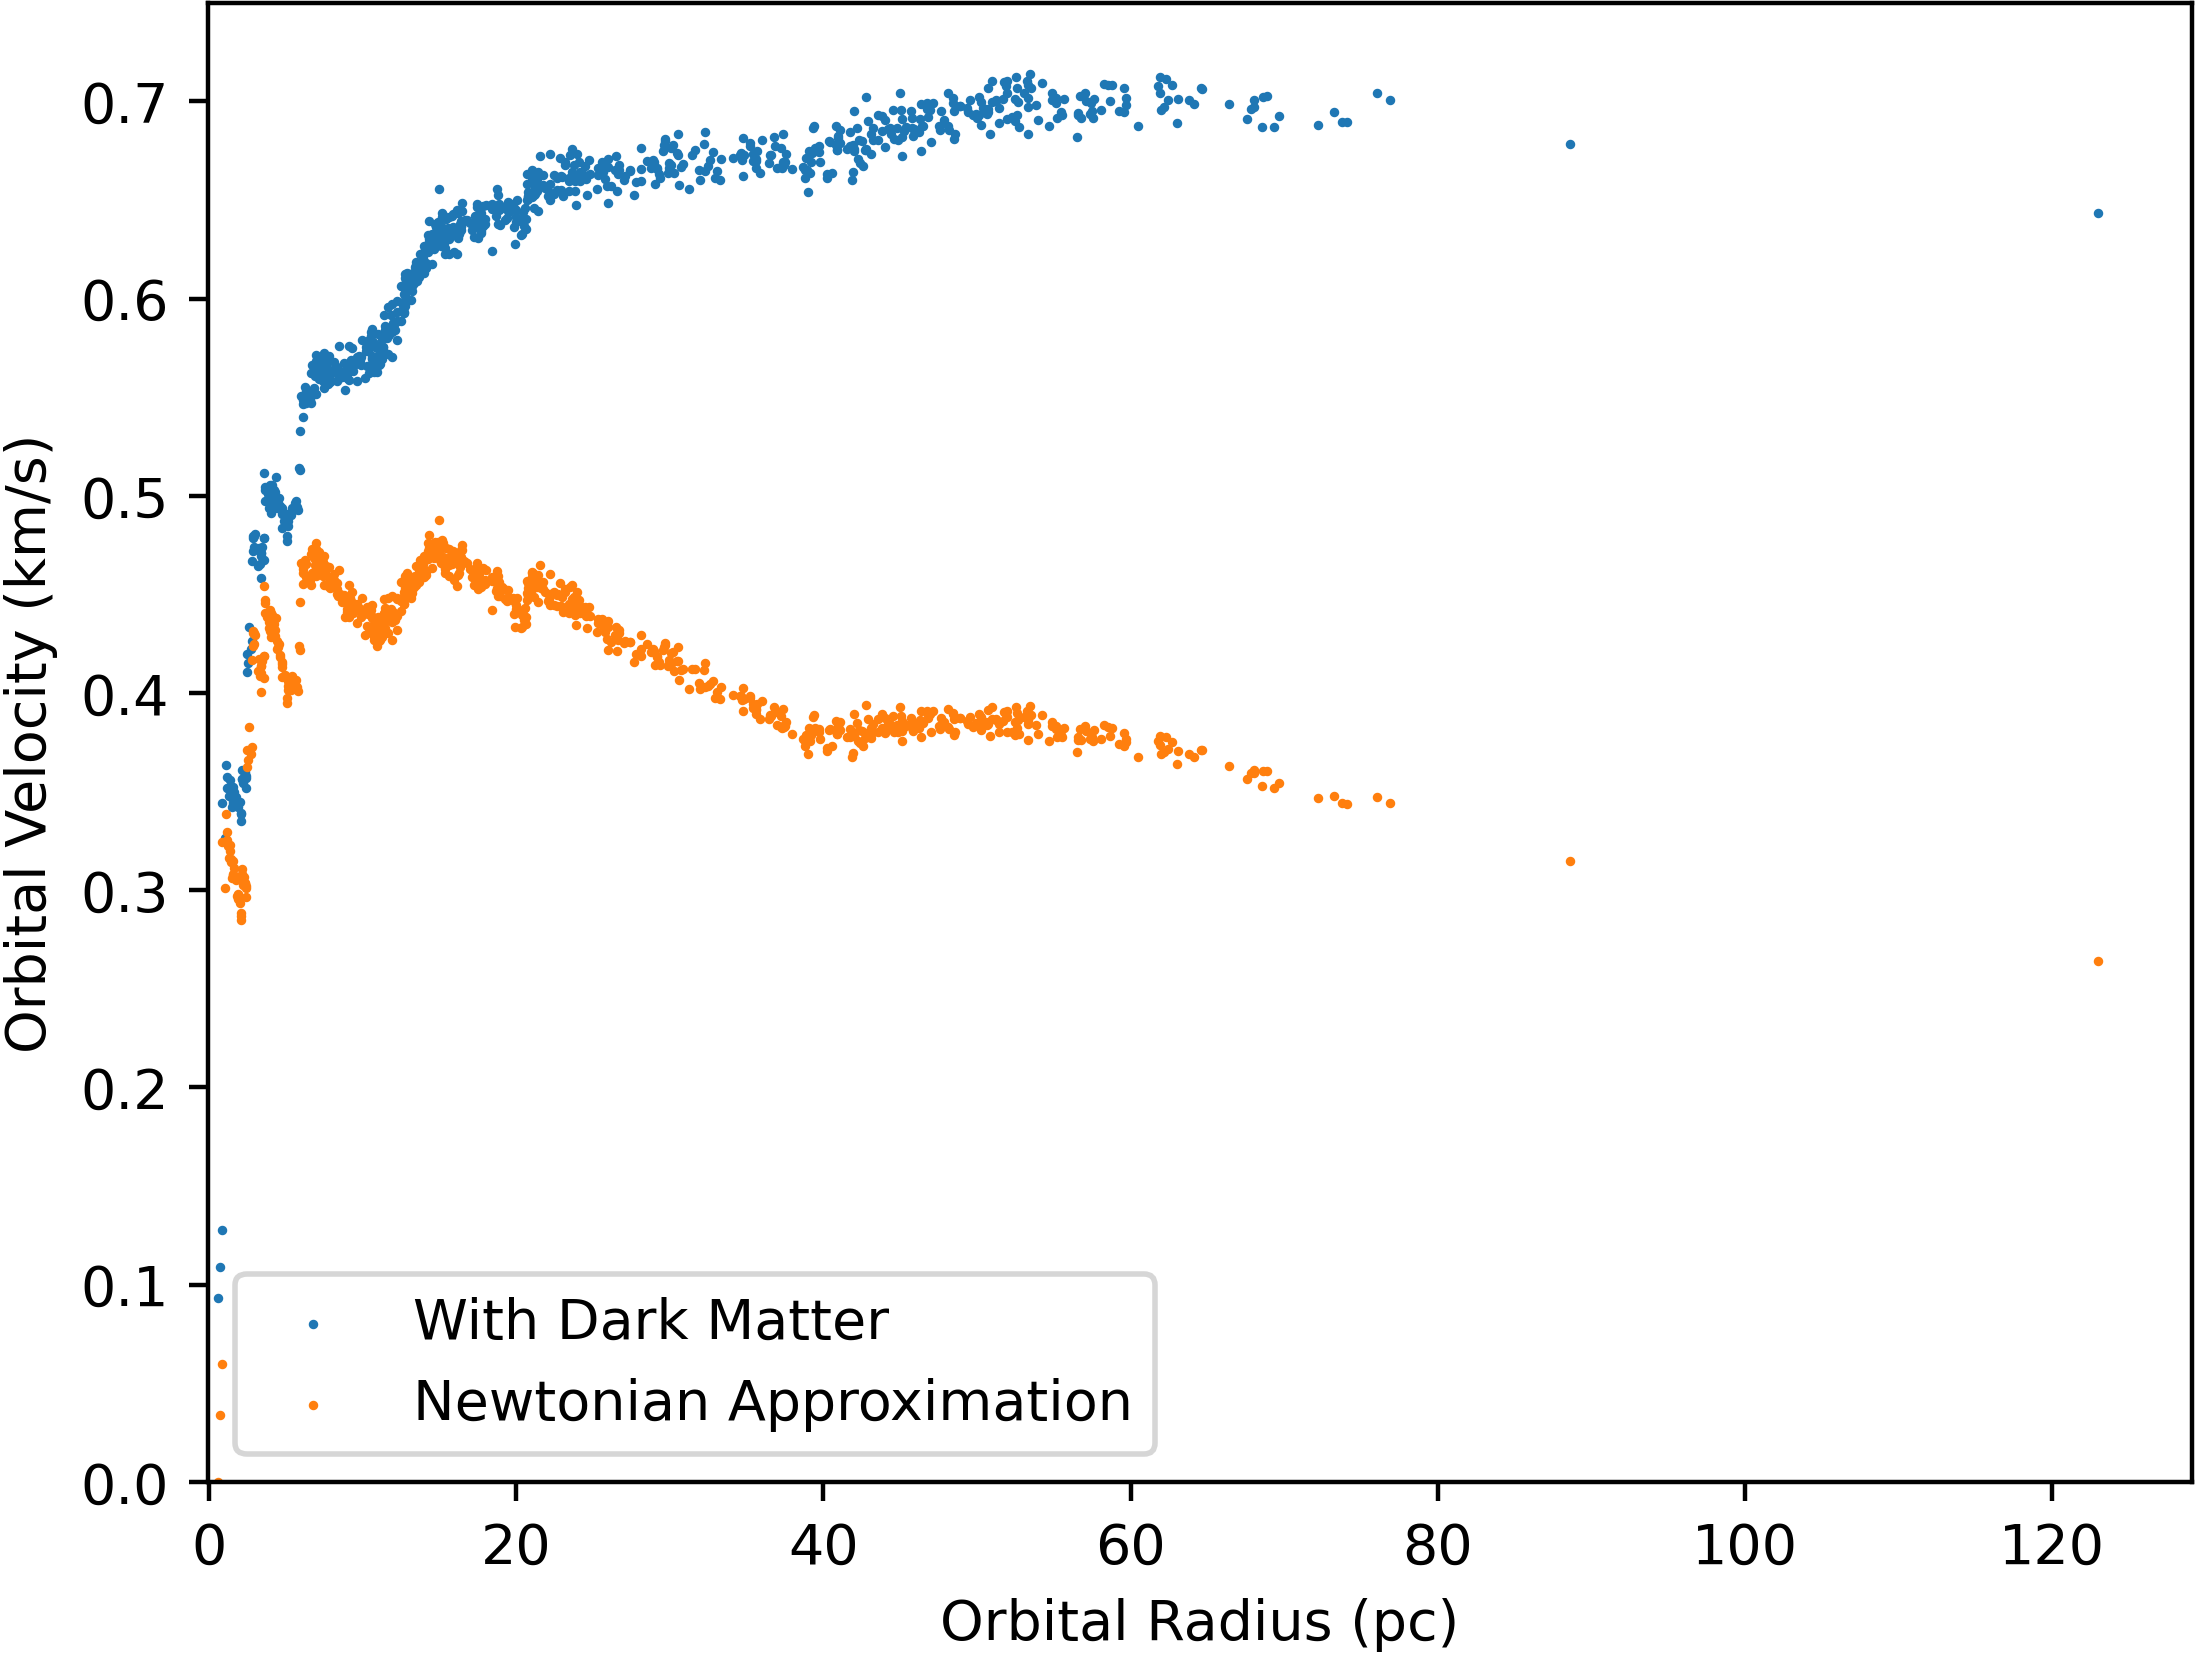 0.7
0.6
0.5
0.4
0.3
0.2
0.1
0.0
Orbital Velocity (km/s)
With Dark Matter
Newtonian Approximation
0 20 40 60 80 100 120
Orbital Radius (pc)